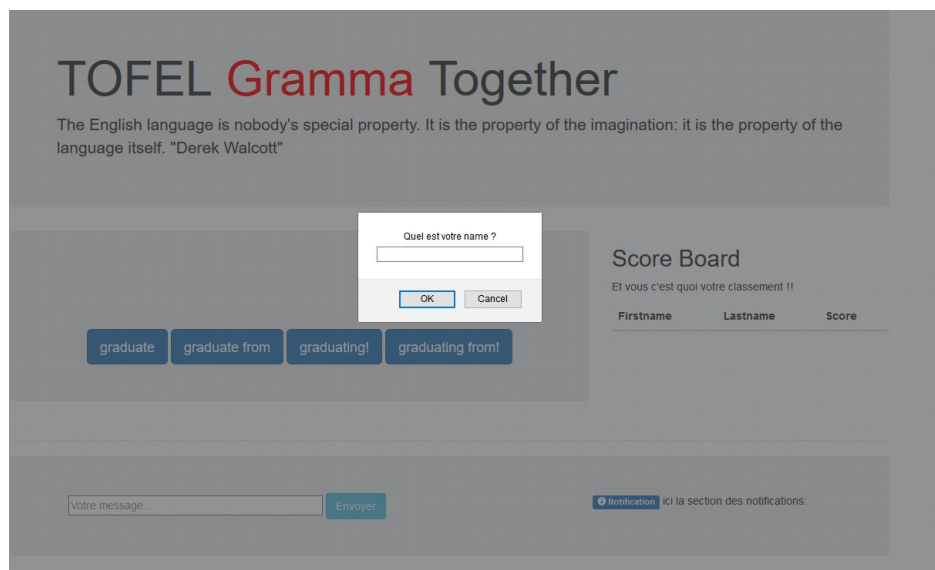 TOFEL Gramma Together
The English language is nobody's special property. It is the property of the imagination: it is the property of the
language itself. "Derek Walcott"
Quel est votre name ?
OK Cancel
graduate graduate from graduating! graduating from!
Score Board
Et vous c'est quoi votre classement !!
Firstname Lastname Score
Votre message... Envoyer
Notification ici la section des notifications: